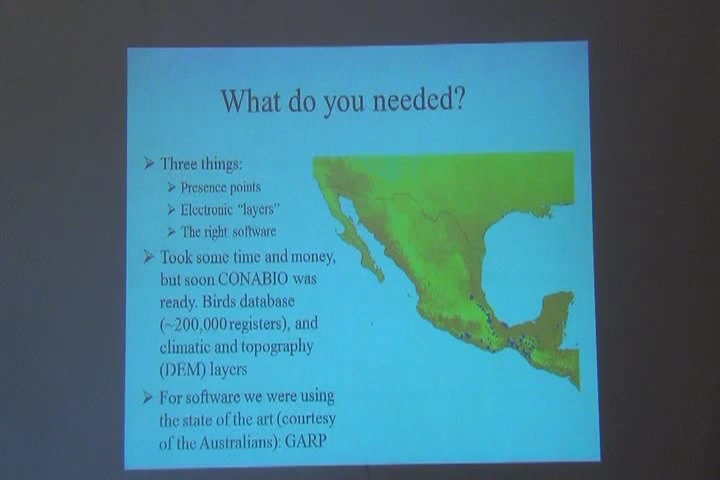 What do you needed?
➤ Three things:
➤ Presence points
➤ Electronic “layers”
➤ The right software
➤ Took some time and money,
but soon CONABIO was
ready. Birds database
(~200,000 registers), and
climatic and topography
(DEM) layers
➤ For software we were using
the state of the art (courtesy
of the Australians): GARP